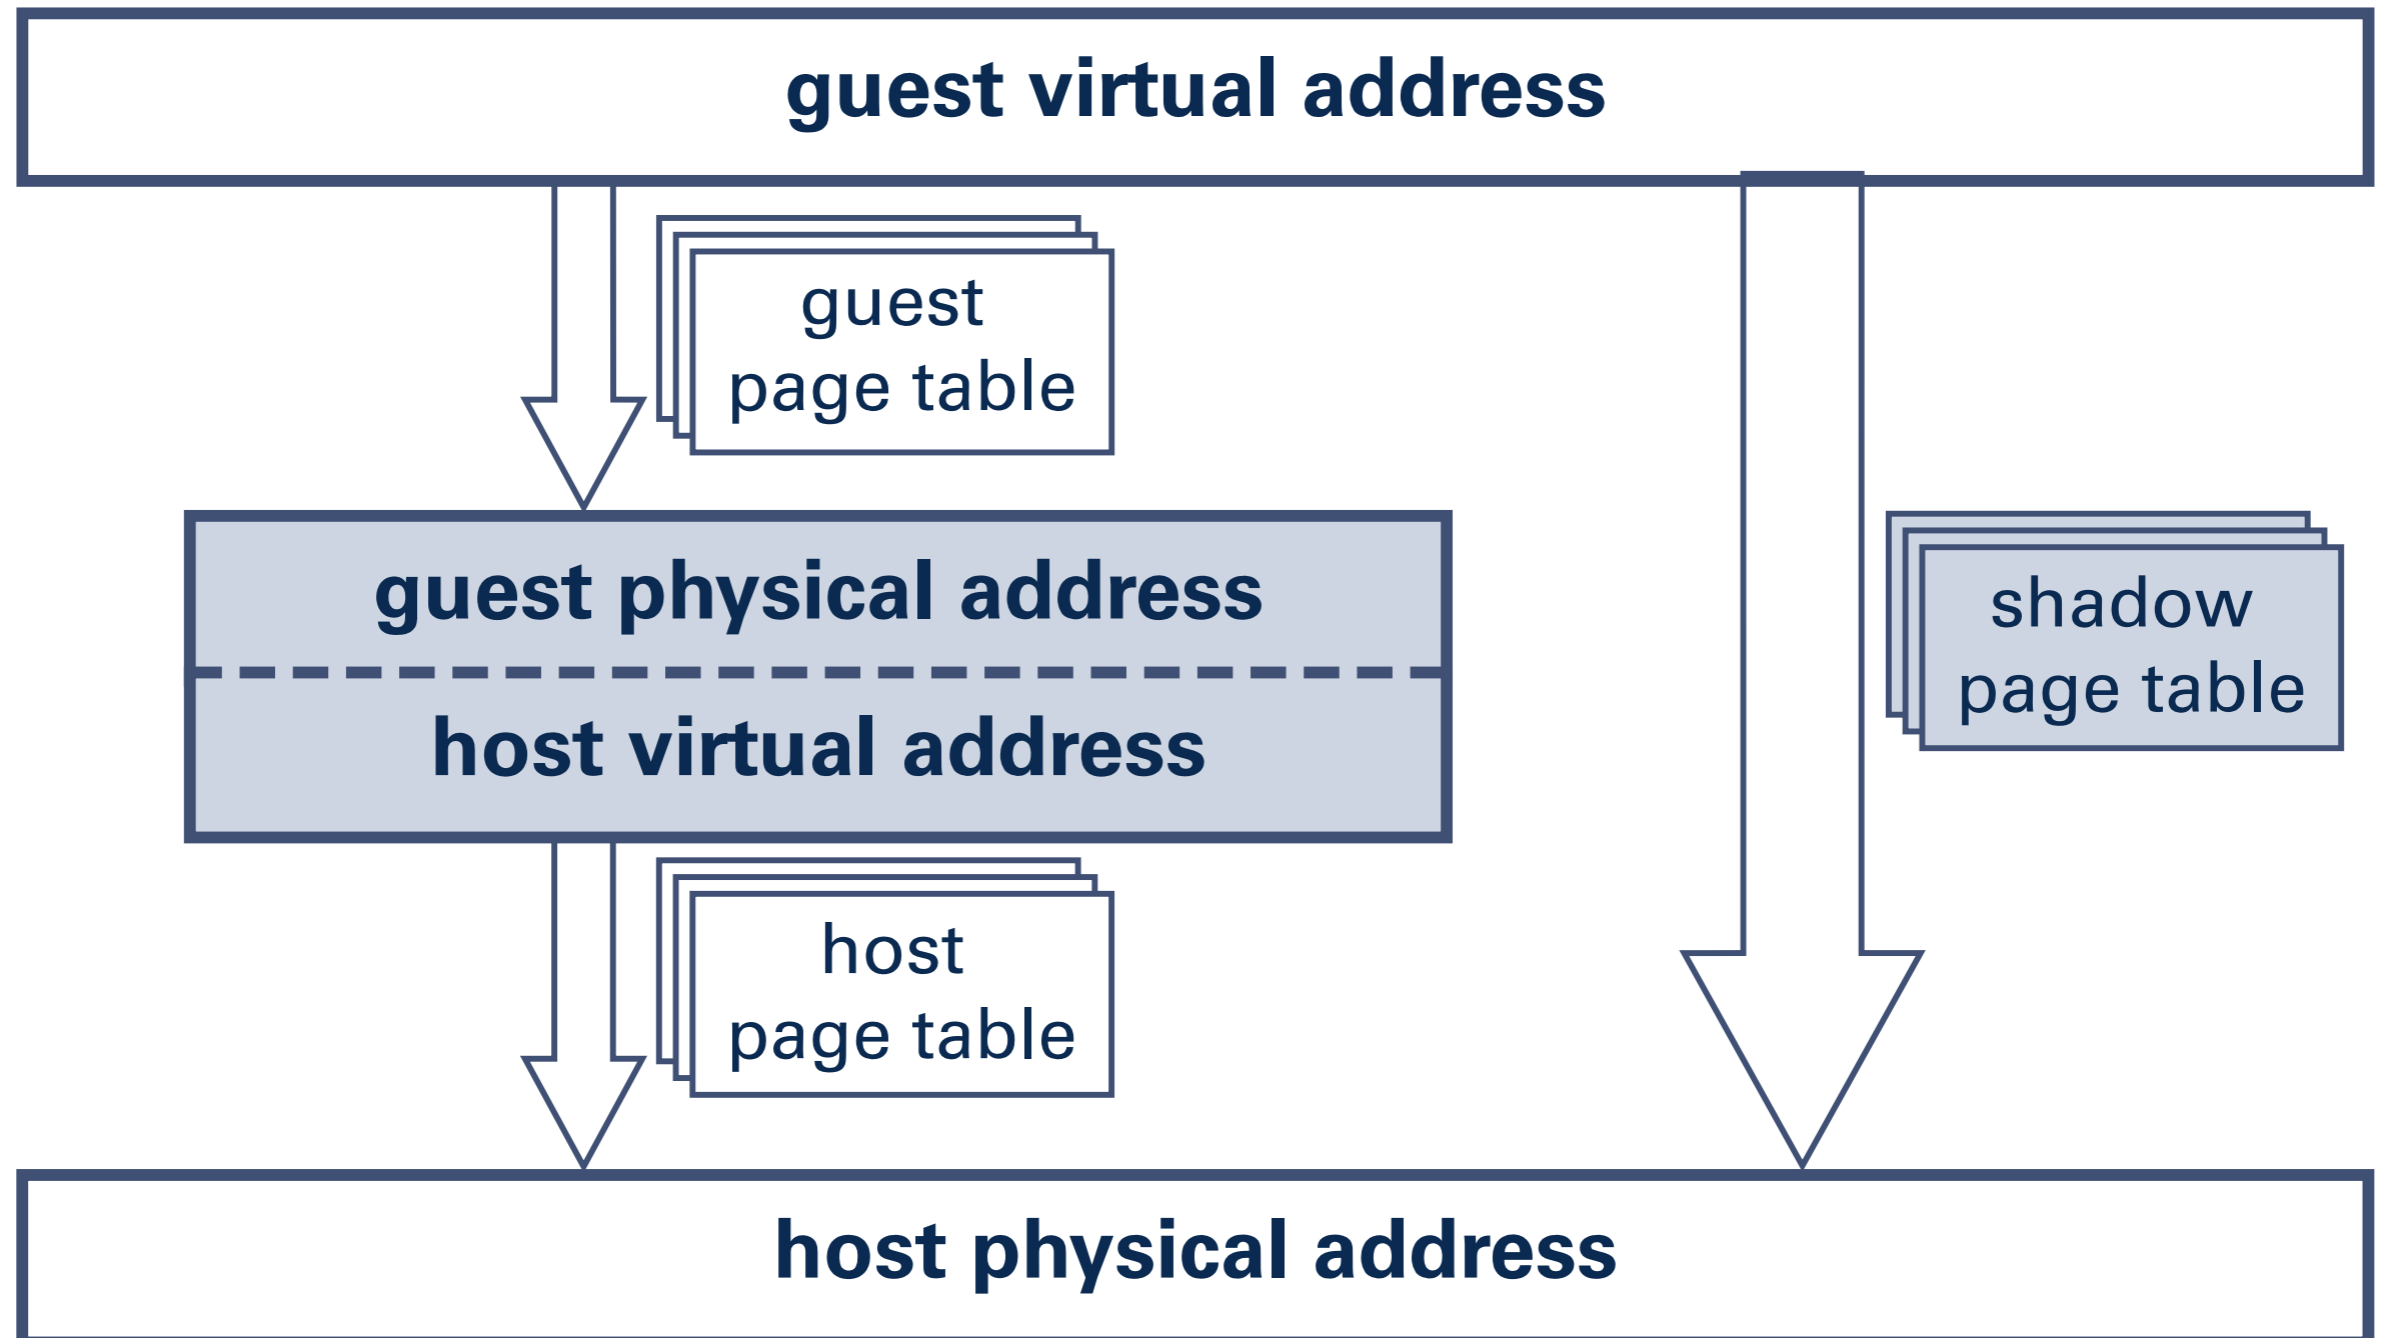 guest virtual address
guest
page table
guest physical address
host virtual address
shadow
page table
host
page table
host physical address